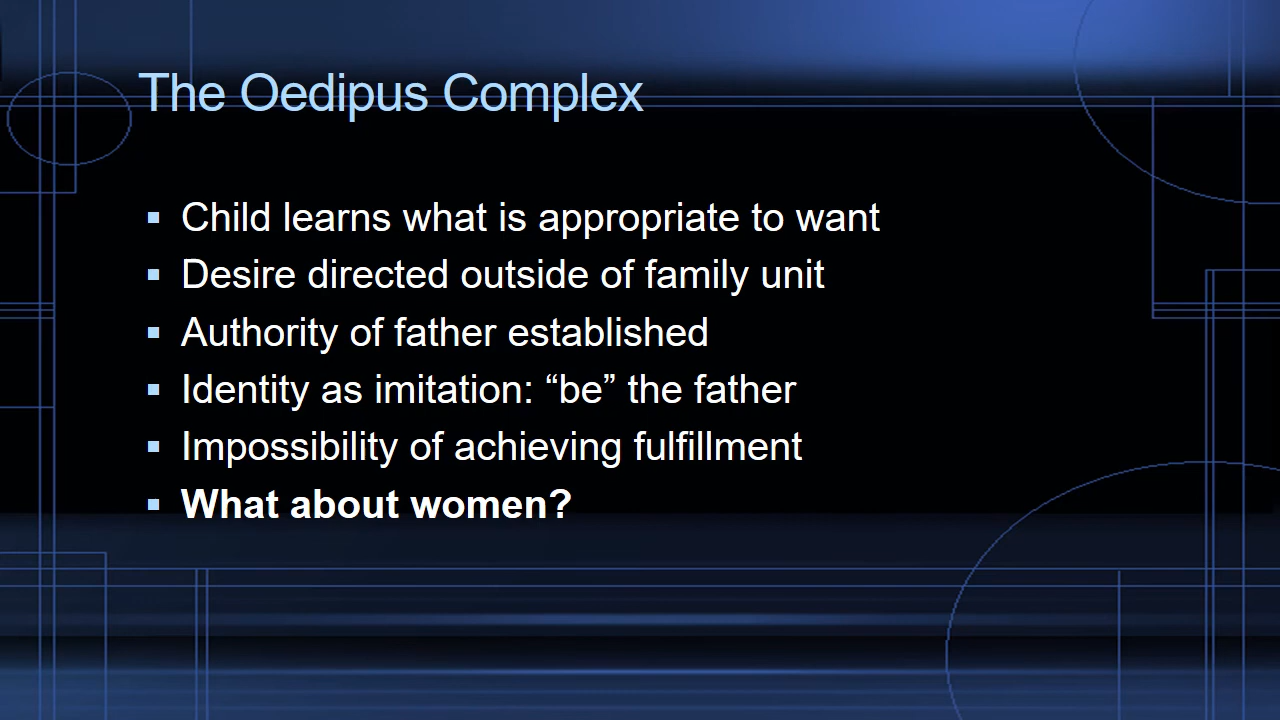 The Oedipus Complex
▪ Child learns what is appropriate to want
▪ Desire directed outside of family unit
▪ Authority of father established
▪ Identity as imitation: “be” the father
▪ Impossibility of achieving fulfillment
▪ What about women?